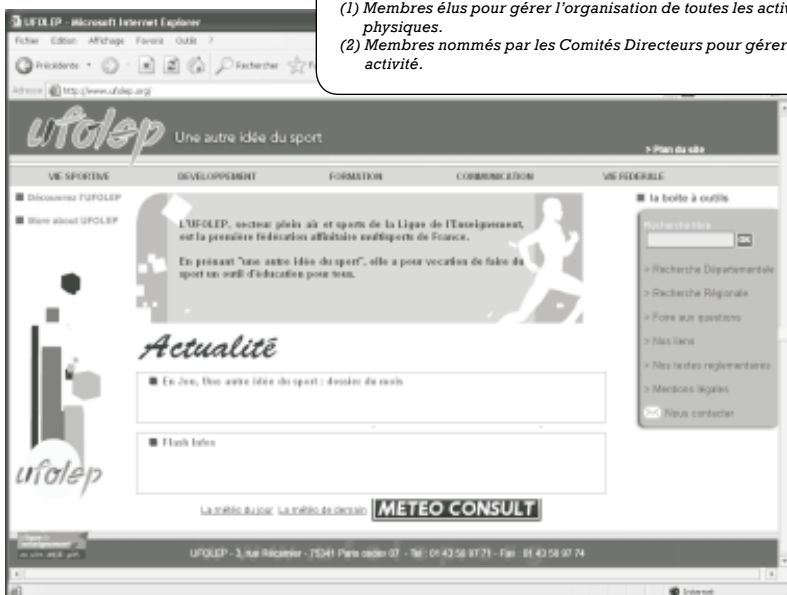 (1) Membres élus pour gérer l'organisation de toutes les
physiques.
(2) Membres nommés par les Comités Directeurs pour gérer
activité.
UFOLEP - Microsoft Internet Explorer
Fichier Edition Affichage Favoris Outils ?
Précédente Rechercher
Adresse http://www.ufolep.org/
ufolep Une autre idée du sport
> Plan du site
VIE SPORTIVE DEVELOPPEMENT FORMATION COMMUNICATION VIE FEDERALE
Découvrez l'UFOLEP
More about UFOLEP
L'UFOLEP, secteur plein air et sports de la Ligue de l'Enseignement,
est la première fédération affinitaire multisports de France.
En prônant "une autre idée du sport", elle a pour vocation de faire du
sport un outil d'éducation pour tous.
Actualité
En Jeu, Une autre idée du sport : dossier du mois
Flash Infos
La météo du jour La météo de demain METEO CONSULT
la boite à outils
Recherche libre
> Recherche Départementale
> Recherche Régionale
> Foire aux questions
> Nos liens
> Nos textes reglementaires
> Mentions légales
Nous contacter
ufolep
UFOLEP - 3, rue Récamier - 75341 Paris cedex 07 - Tel : 01 43 58 97 71 - Fax : 01 43 58 97 74
Internet